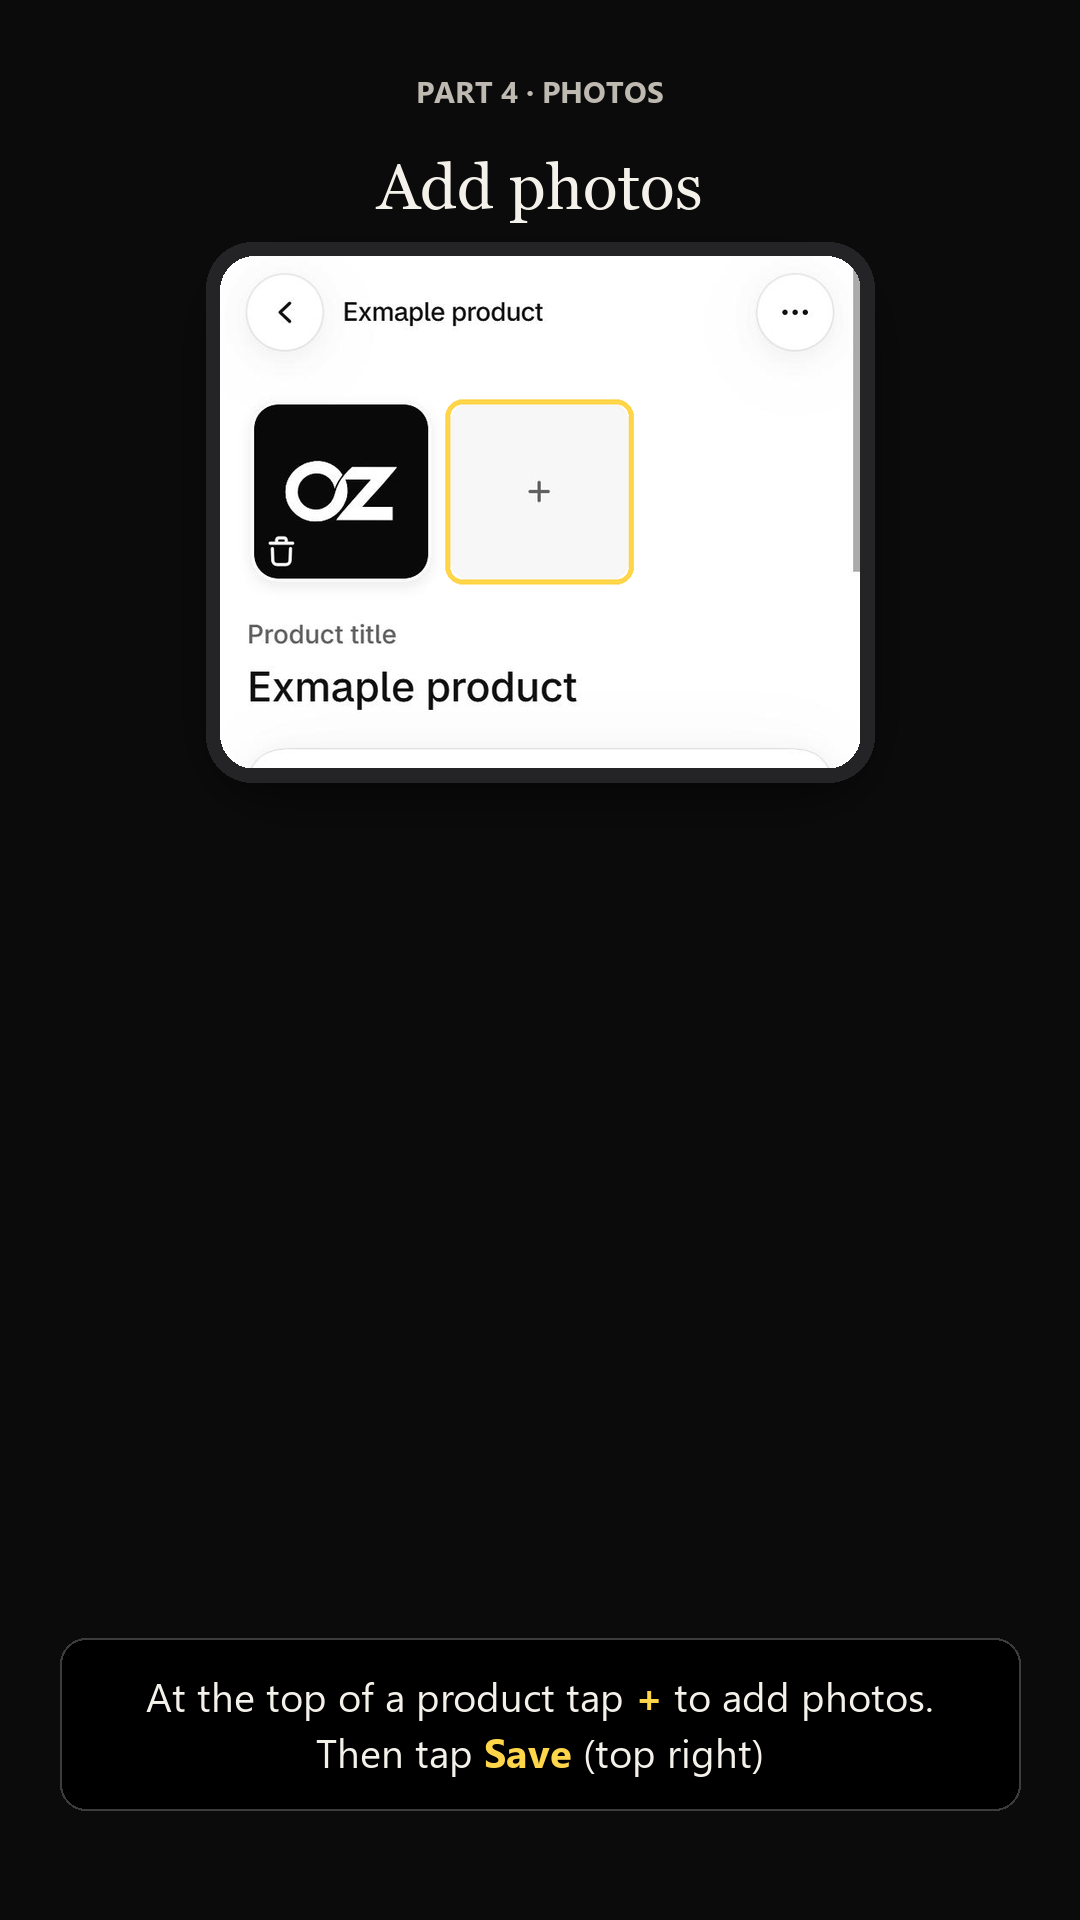 PART 4 · PHOTOS
Add photos
Exmaple product
OZ
+
Product title
Exmaple product
At the top of a product tap + to add photos.
Then tap Save (top right)